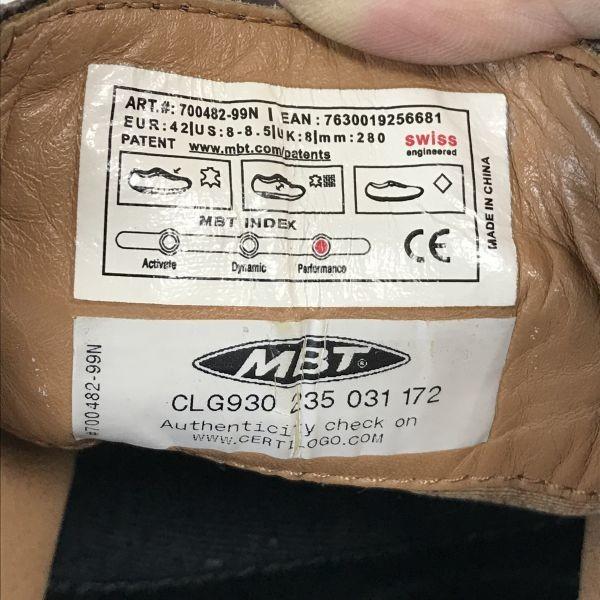 ART.#: 700482-99N | EAN: 7630019256681
EUR:42|US:8-8.5|UK:8|mm:280
PATENT www.mbt.com/patents
swiss
engineered
MADE IN CHINA
MBT INDEX
Activate Dynamic Performance
CE
#700482-99N
MBT
CLG930 235 031 172
Authenticity check on
WWW.CERTILOGO.COM